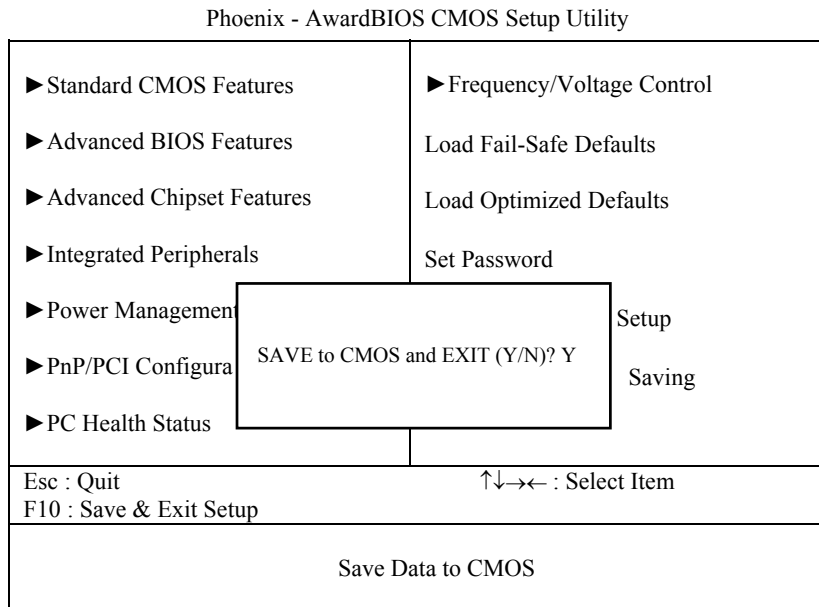 Phoenix - AwardBIOS CMOS Setup Utility
►Standard CMOS Features
►Advanced BIOS Features
►Advanced Chipset Features
►Integrated Peripherals
►Power Management
►PnP/PCI Configura
►PC Health Status
►Frequency/Voltage Control
Load Fail-Safe Defaults
Load Optimized Defaults
Set Password
Setup
Saving
SAVE to CMOS and EXIT (Y/N)? Y
Esc : Quit
↑↓→← : Select Item
F10 : Save & Exit Setup
Save Data to CMOS